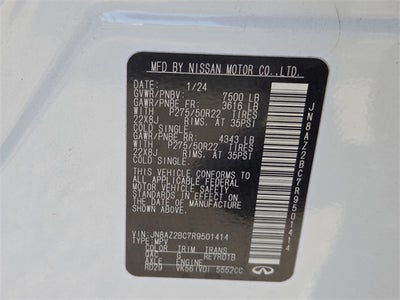 MFD BY NISSAN MOTOR CO.,LTD.
DATE: 1/24
GVWR/PNBV: 7500 LB
GAWR/PNBE FR: 3616 LB
WITH P275/50R22 TIRES
22X8J RIMS. AT 35PSI
COLD SINGLE.
GAWR/PNBE RR: 4343 LB
WITH P275/50R22 TIRES
22X8J RIMS. AT 35PSI
COLD SINGLE.
THIS VEHICLE CONFORMS
TO ALL APPLICABLE
FEDERAL MOTOR VEHICLE
SAFETY STANDARDS
IN EFFECT ON THE DATE
OF MANUFACTURE SHOWN
ABOVE.
VIN: JN8AZ2BC7R9501414
TYPE: MPV
COLOR TRIM TRANS
QAC G RE7R01B
AXLE ENGINE
RD29 VK56(VD) 5552CC
INFINITI
JN8AZ2BC7R9501414